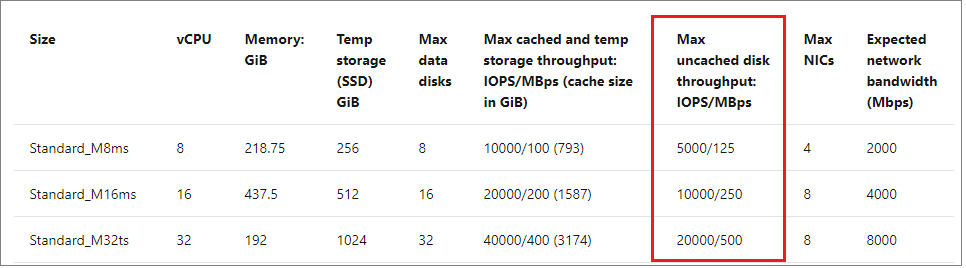 Size vCPU Memory: GiB Temp storage (SSD) GiB Max data disks Max cached and temp storage throughput: IOPS/MBps (cache size in GiB) Max uncached disk throughput: IOPS/MBps Max NICs Expected network bandwidth (Mbps)
Standard_M8ms 8 218.75 256 8 10000/100 (793) 5000/125 4 2000
Standard_M16ms 16 437.5 512 16 20000/200 (1587) 10000/250 8 4000
Standard_M32ts 32 192 1024 32 40000/400 (3174) 20000/500 8 8000